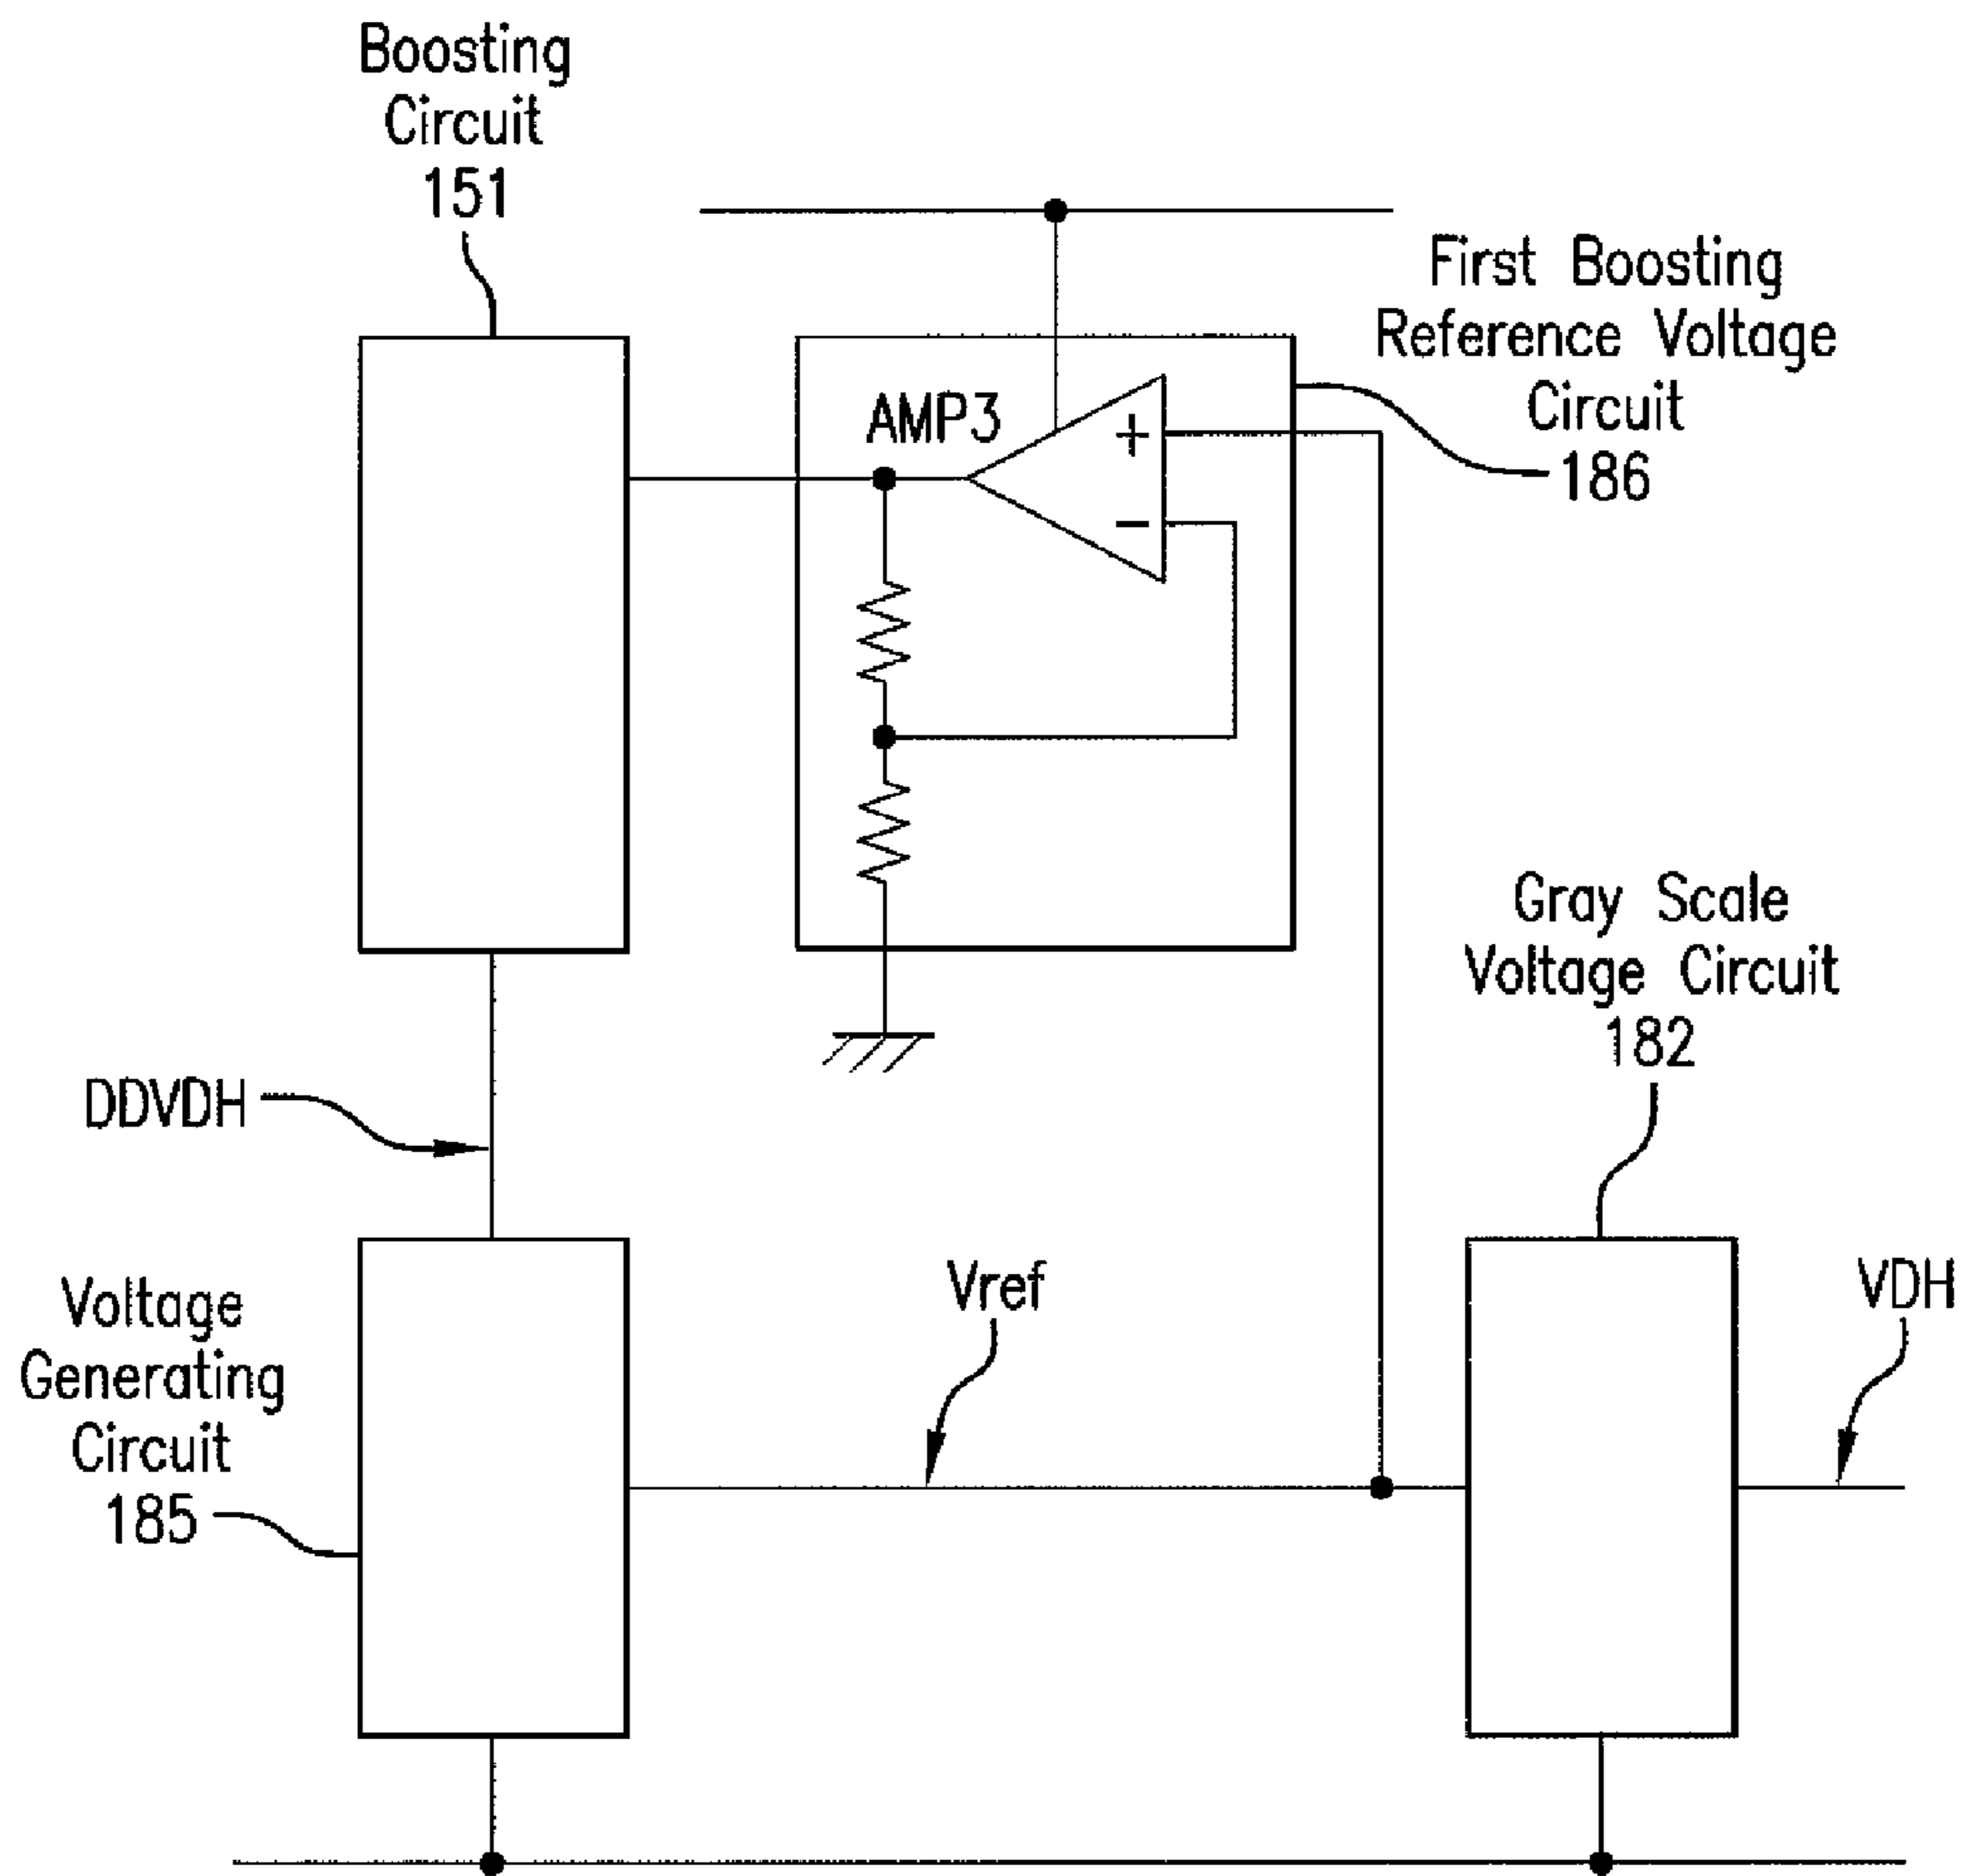 Boosting
Circuit
151
First Boosting
Reference Voltage
Circuit
186
AMP3
+
−
Gray Scale
Voltage Circuit
182
DDVDH
Voltage
Generating
Circuit
185
Vref
VDH